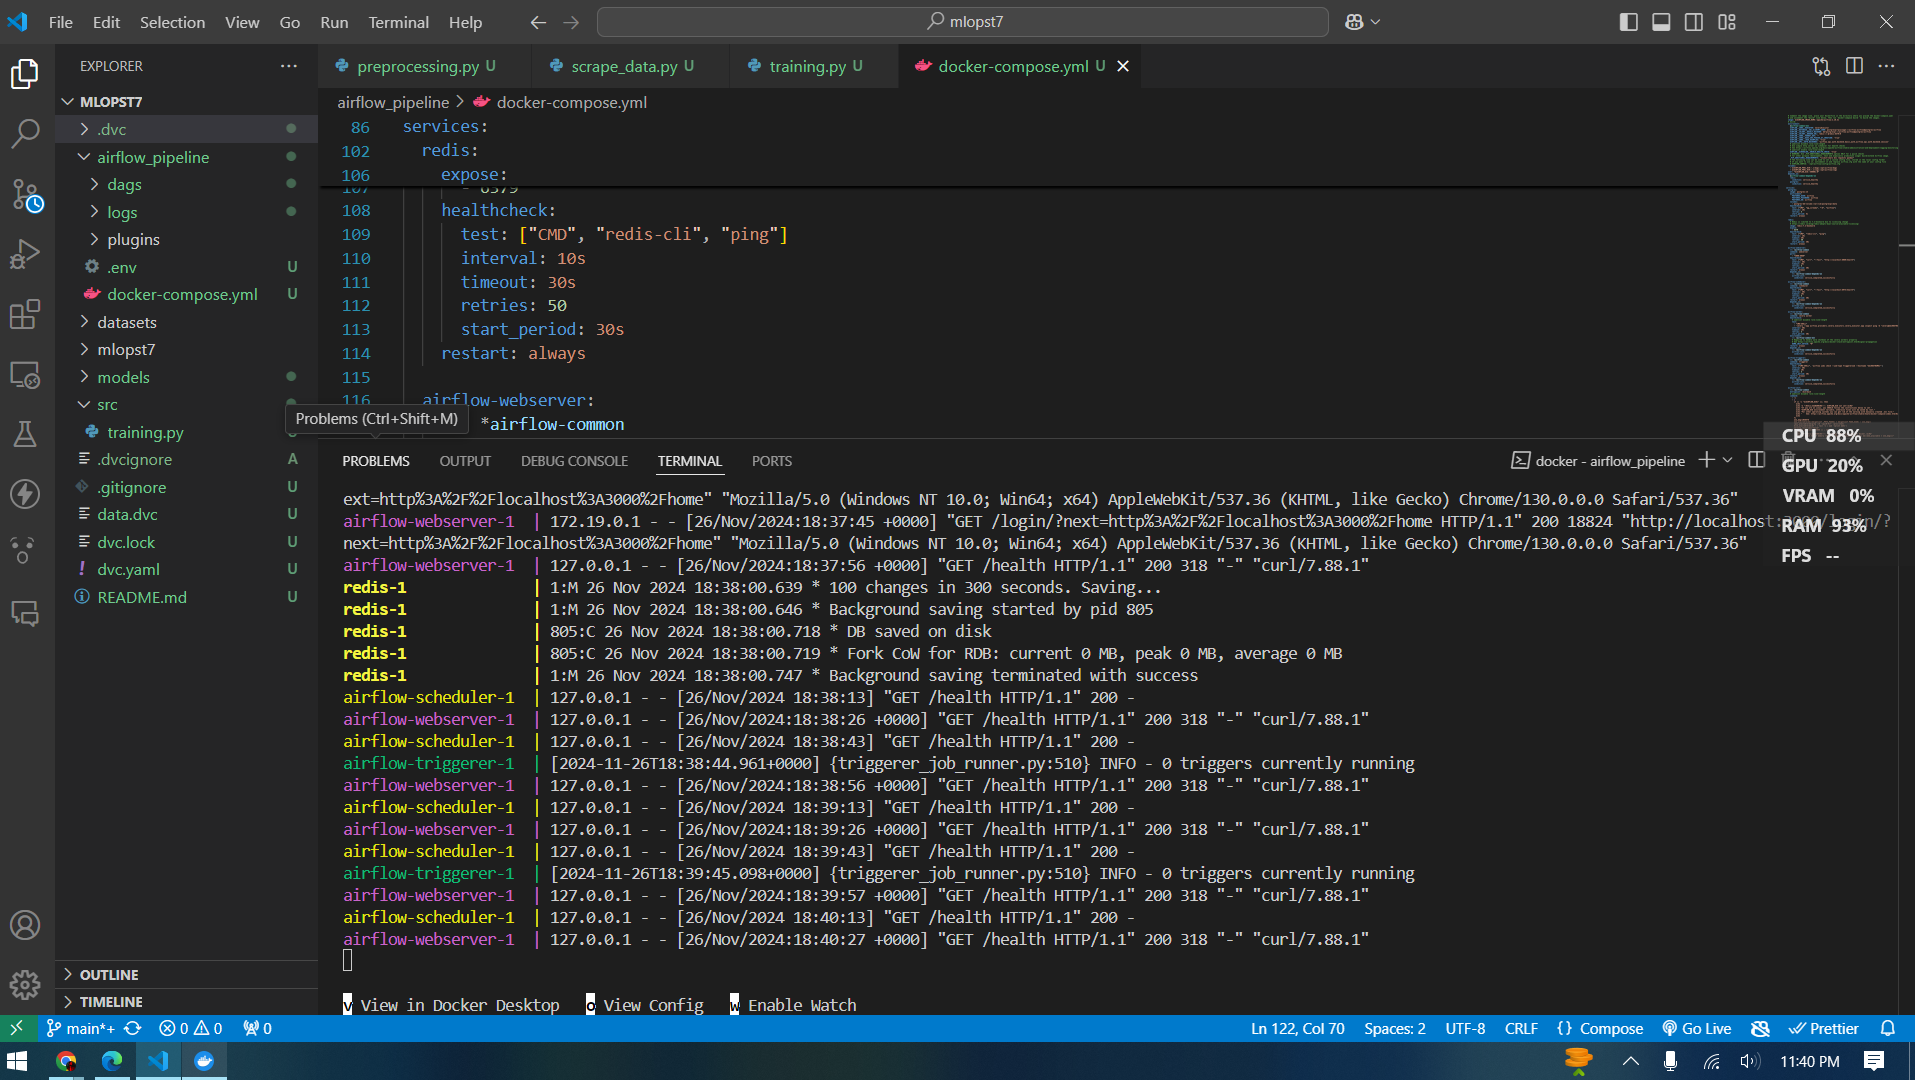 File Edit Selection View Go Run Terminal Help
mlopst7
EXPLORER
MLOPST7
.dvc
airflow_pipeline
dags
logs
plugins
.env U
docker-compose.yml U
datasets
mlopst7
models
src
training.py
.dvcignore A
.gitignore U
data.dvc U
dvc.lock U
dvc.yaml U
README.md U
OUTLINE
TIMELINE
preprocessing.py U
scrape_data.py U
training.py U
docker-compose.yml U
airflow_pipeline > docker-compose.yml
86 services:
102 redis:
106 expose:
107 - 6379
108 healthcheck:
109 test: ["CMD", "redis-cli", "ping"]
110 interval: 10s
111 timeout: 30s
112 retries: 50
113 start_period: 30s
114 restart: always
115
116 airflow-webserver:
*airflow-common
Problems (Ctrl+Shift+M)
CPU 88%
GPU 20%
VRAM 0%
RAM 93%
FPS --
PROBLEMS OUTPUT DEBUG CONSOLE TERMINAL PORTS
docker - airflow_pipeline
ext=http%3A%2F%2Flocalhost%3A3000%2Fhome" "Mozilla/5.0 (Windows NT 10.0; Win64; x64) AppleWebKit/537.36 (KHTML, like Gecko) Chrome/130.0.0.0 Safari/537.36"
airflow-webserver-1 | 172.19.0.1 - - [26/Nov/2024:18:37:45 +0000] "GET /login/?next=http%3A%2F%2Flocalhost%3A3000%2Fhome HTTP/1.1" 200 18824 "http://localhost:3000/login/?
next=http%3A%2F%2Flocalhost%3A3000%2Fhome" "Mozilla/5.0 (Windows NT 10.0; Win64; x64) AppleWebKit/537.36 (KHTML, like Gecko) Chrome/130.0.0.0 Safari/537.36"
airflow-webserver-1 | 127.0.0.1 - - [26/Nov/2024:18:37:56 +0000] "GET /health HTTP/1.1" 200 318 "-" "curl/7.88.1"
redis-1 | 1:M 26 Nov 2024 18:38:00.639 * 100 changes in 300 seconds. Saving...
redis-1 | 1:M 26 Nov 2024 18:38:00.646 * Background saving started by pid 805
redis-1 | 805:C 26 Nov 2024 18:38:00.718 * DB saved on disk
redis-1 | 805:C 26 Nov 2024 18:38:00.719 * Fork CoW for RDB: current 0 MB, peak 0 MB, average 0 MB
redis-1 | 1:M 26 Nov 2024 18:38:00.747 * Background saving terminated with success
airflow-scheduler-1 | 127.0.0.1 - - [26/Nov/2024 18:38:13] "GET /health HTTP/1.1" 200 -
airflow-webserver-1 | 127.0.0.1 - - [26/Nov/2024:18:38:26 +0000] "GET /health HTTP/1.1" 200 318 "-" "curl/7.88.1"
airflow-scheduler-1 | 127.0.0.1 - - [26/Nov/2024 18:38:43] "GET /health HTTP/1.1" 200 -
airflow-triggerer-1 | [2024-11-26T18:38:44.961+0000] {triggerer_job_runner.py:510} INFO - 0 triggers currently running
airflow-webserver-1 | 127.0.0.1 - - [26/Nov/2024:18:38:56 +0000] "GET /health HTTP/1.1" 200 318 "-" "curl/7.88.1"
airflow-scheduler-1 | 127.0.0.1 - - [26/Nov/2024 18:39:13] "GET /health HTTP/1.1" 200 -
airflow-webserver-1 | 127.0.0.1 - - [26/Nov/2024:18:39:26 +0000] "GET /health HTTP/1.1" 200 318 "-" "curl/7.88.1"
airflow-scheduler-1 | 127.0.0.1 - - [26/Nov/2024 18:39:43] "GET /health HTTP/1.1" 200 -
airflow-triggerer-1 | [2024-11-26T18:39:45.098+0000] {triggerer_job_runner.py:510} INFO - 0 triggers currently running
airflow-webserver-1 | 127.0.0.1 - - [26/Nov/2024:18:39:57 +0000] "GET /health HTTP/1.1" 200 318 "-" "curl/7.88.1"
airflow-scheduler-1 | 127.0.0.1 - - [26/Nov/2024 18:40:13] "GET /health HTTP/1.1" 200 -
airflow-webserver-1 | 127.0.0.1 - - [26/Nov/2024:18:40:27 +0000] "GET /health HTTP/1.1" 200 318 "-" "curl/7.88.1"
v View in Docker Desktop o View Config w Enable Watch
main*+ 0 0 0 Ln 122, Col 70 Spaces: 2 UTF-8 CRLF {} Compose Go Live Prettier
11:40 PM